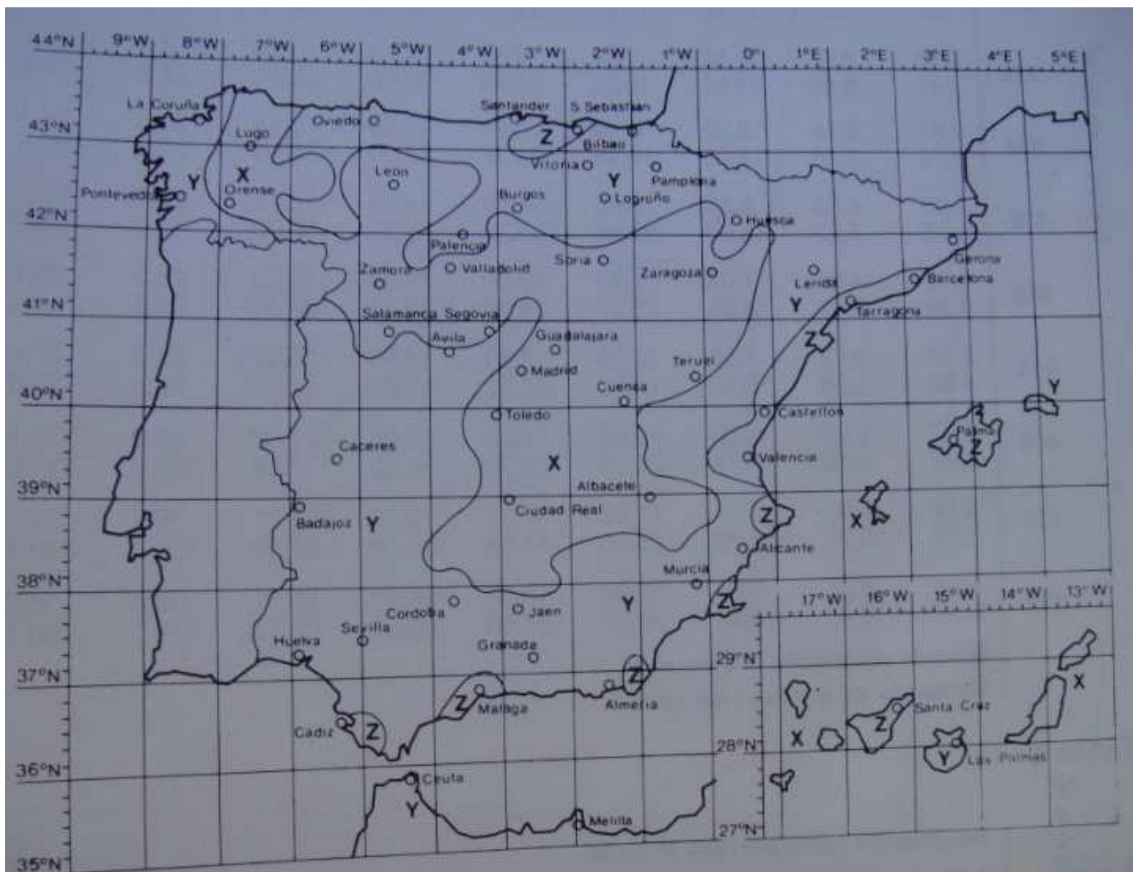 44°N 9°W 8°W 7°W 6°W 5°W 4°W 3°W 2°W 1°W 0° 1°E 2°E 3°E 4°E 5°E
La Coruña Oviedo Santander S. Sebastian
43°N Lugo Z Bilbao
Vitoria
X León Y Pamplona
Pontevedra Y Orense Burgos Logroño
42°N Huesca
Palencia Gerona
Zamora Valladolid Soria Zaragoza Lerida Barcelona
41°N Y Tarragona
Salamanca Segovia
Avila Guadalajara Z
Madrid Teruel
40°N Cuenca Y
Toledo Castellon Palma
Caceres X Valencia Z
39°N Albacete
Badajoz Y Ciudad Real Z X
Alicante
38°N Murcia
Cordoba Jaen Y Z 17°W 16°W 15°W 14°W 13°W
Sevilla
Huelva Granada
37°N Z 29°N X
Z Malaga Almeria Santa Cruz
Cadiz Z X Z
28°N Y Las Palmas
36°N Ceuta
Y
Melilla 27°N
35°N